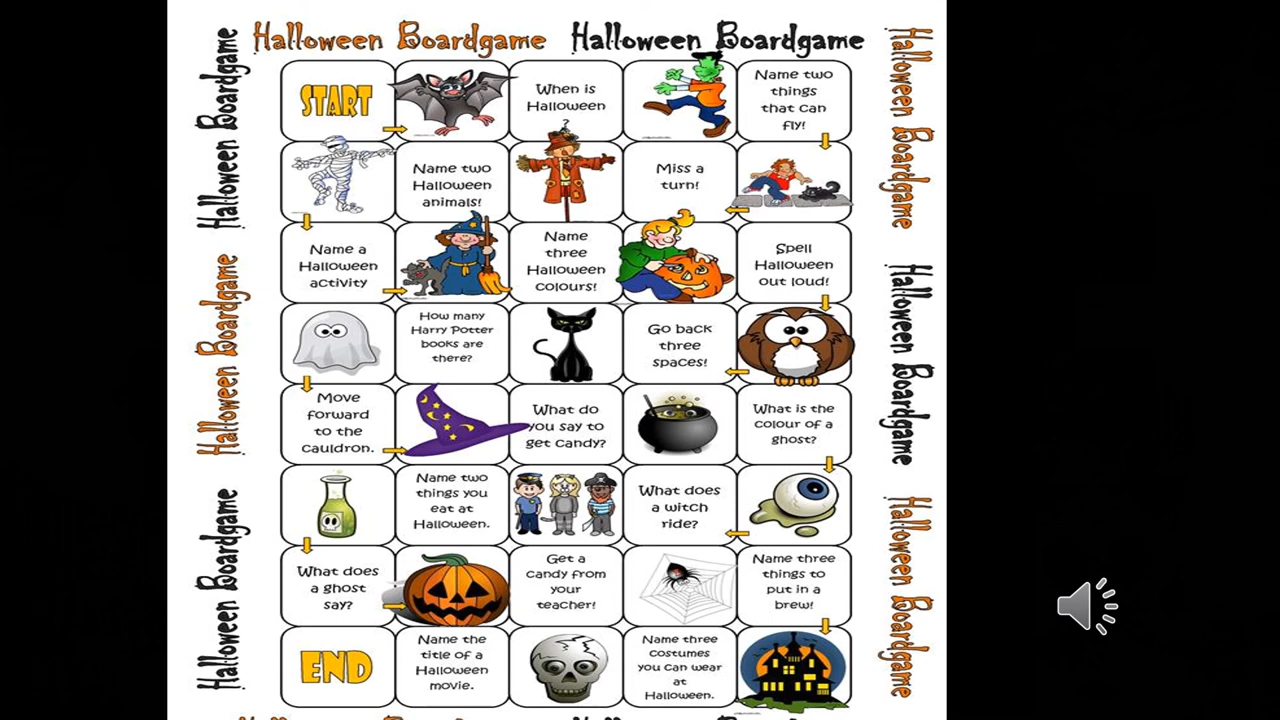 Halloween Boardgame Halloween Boardgame
Halloween Boardgame
Halloween Boardgame
Halloween Boardgame
Halloween Boardgame
Halloween Boardgame
Halloween Boardgame
START
When is
Halloween
?
Name two
things
that can
fly!
Name two
Halloween
animals!
Miss a
turn!
Name a
Halloween
activity
Name
three
Halloween
colours!
Spell
Halloween
out loud!
How many
Harry Potter
books are
there?
Go back
three
spaces!
Move
forward
to the
cauldron.
What do
you say to
get candy?
What is the
colour of a
ghost?
Name two
things you
eat at
Halloween.
What does
a witch
ride?
What does
a ghost
say?
Get a
candy from
your
teacher!
Name three
things to
put in a
brew!
END
Name the
title of a
Halloween
movie.
Name three
costumes
you can wear
at
Halloween.
Halloween Boardgame Halloween Boardgame